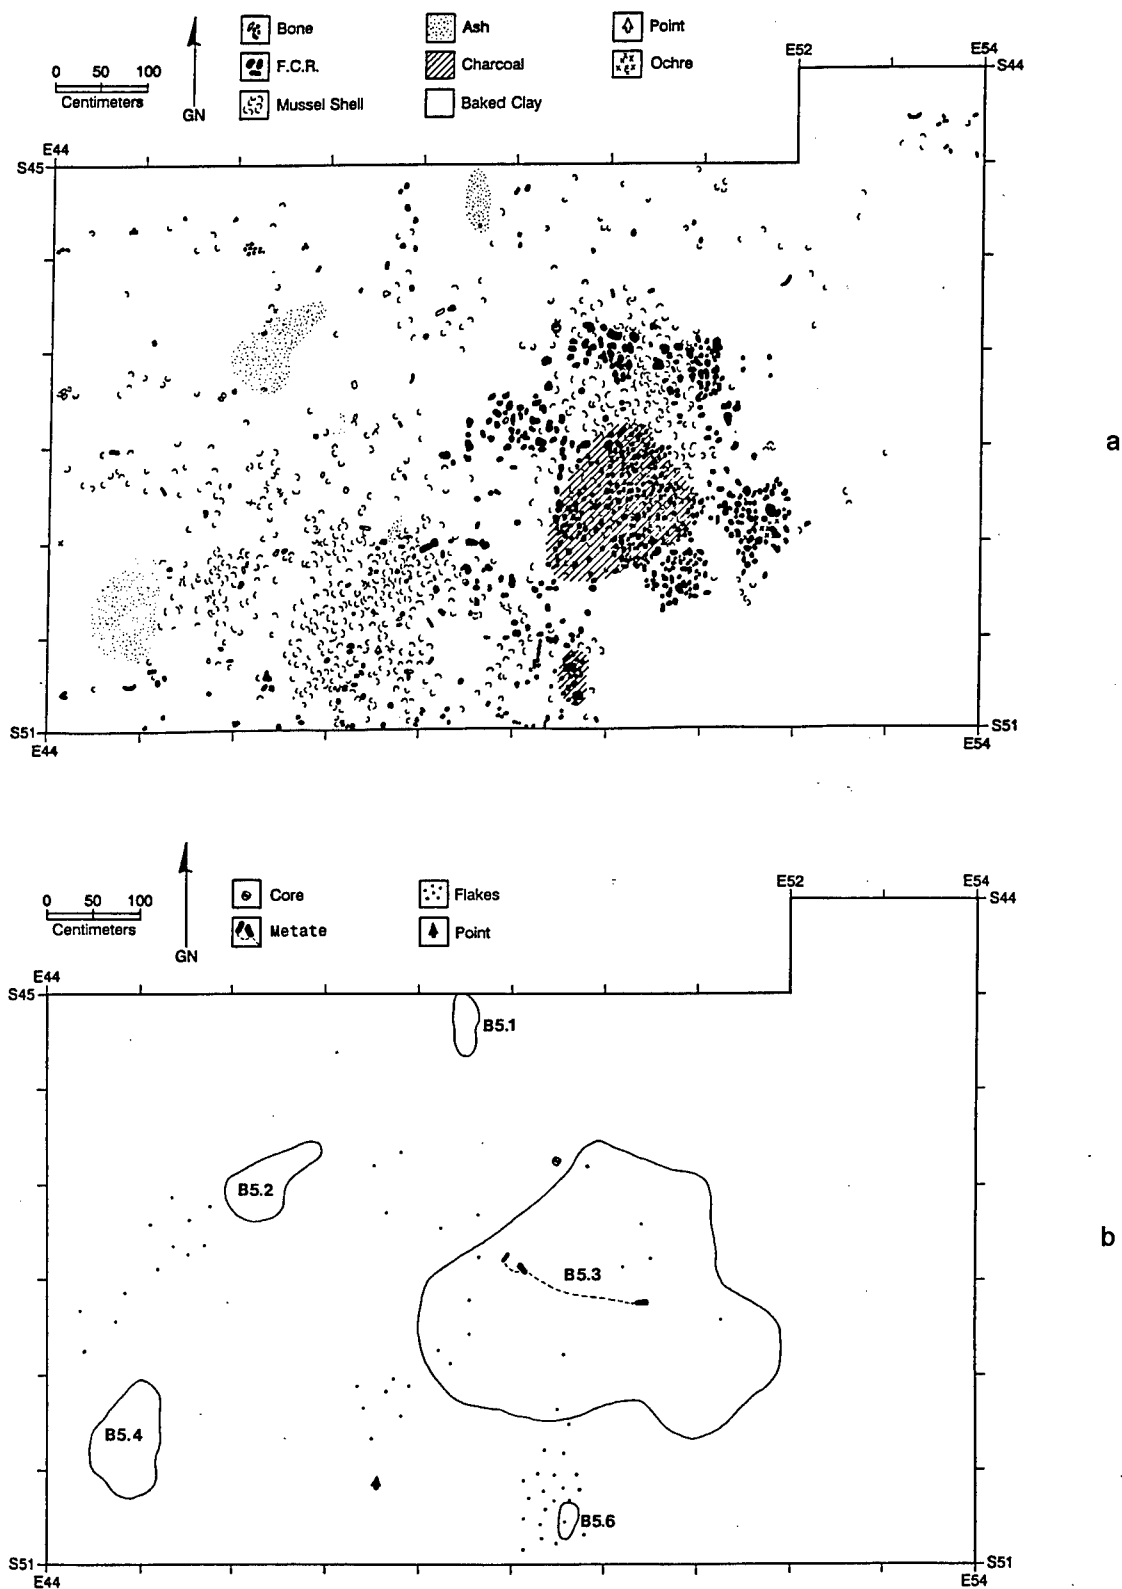 Bone
Ash
Point
F.C.R.
Charcoal
Ochre
Mussel Shell
Baked Clay
0 50 100
Centimeters
GN
E52 E54
S44
E44
S45
a
S51 S51
E44 E54
Core
Flakes
Metate
Point
0 50 100
Centimeters
GN
E52 E54
S44
E44
S45
B5.1
B5.2
b
B5.3
B5.4
B5.6
S51 S51
E44 E54